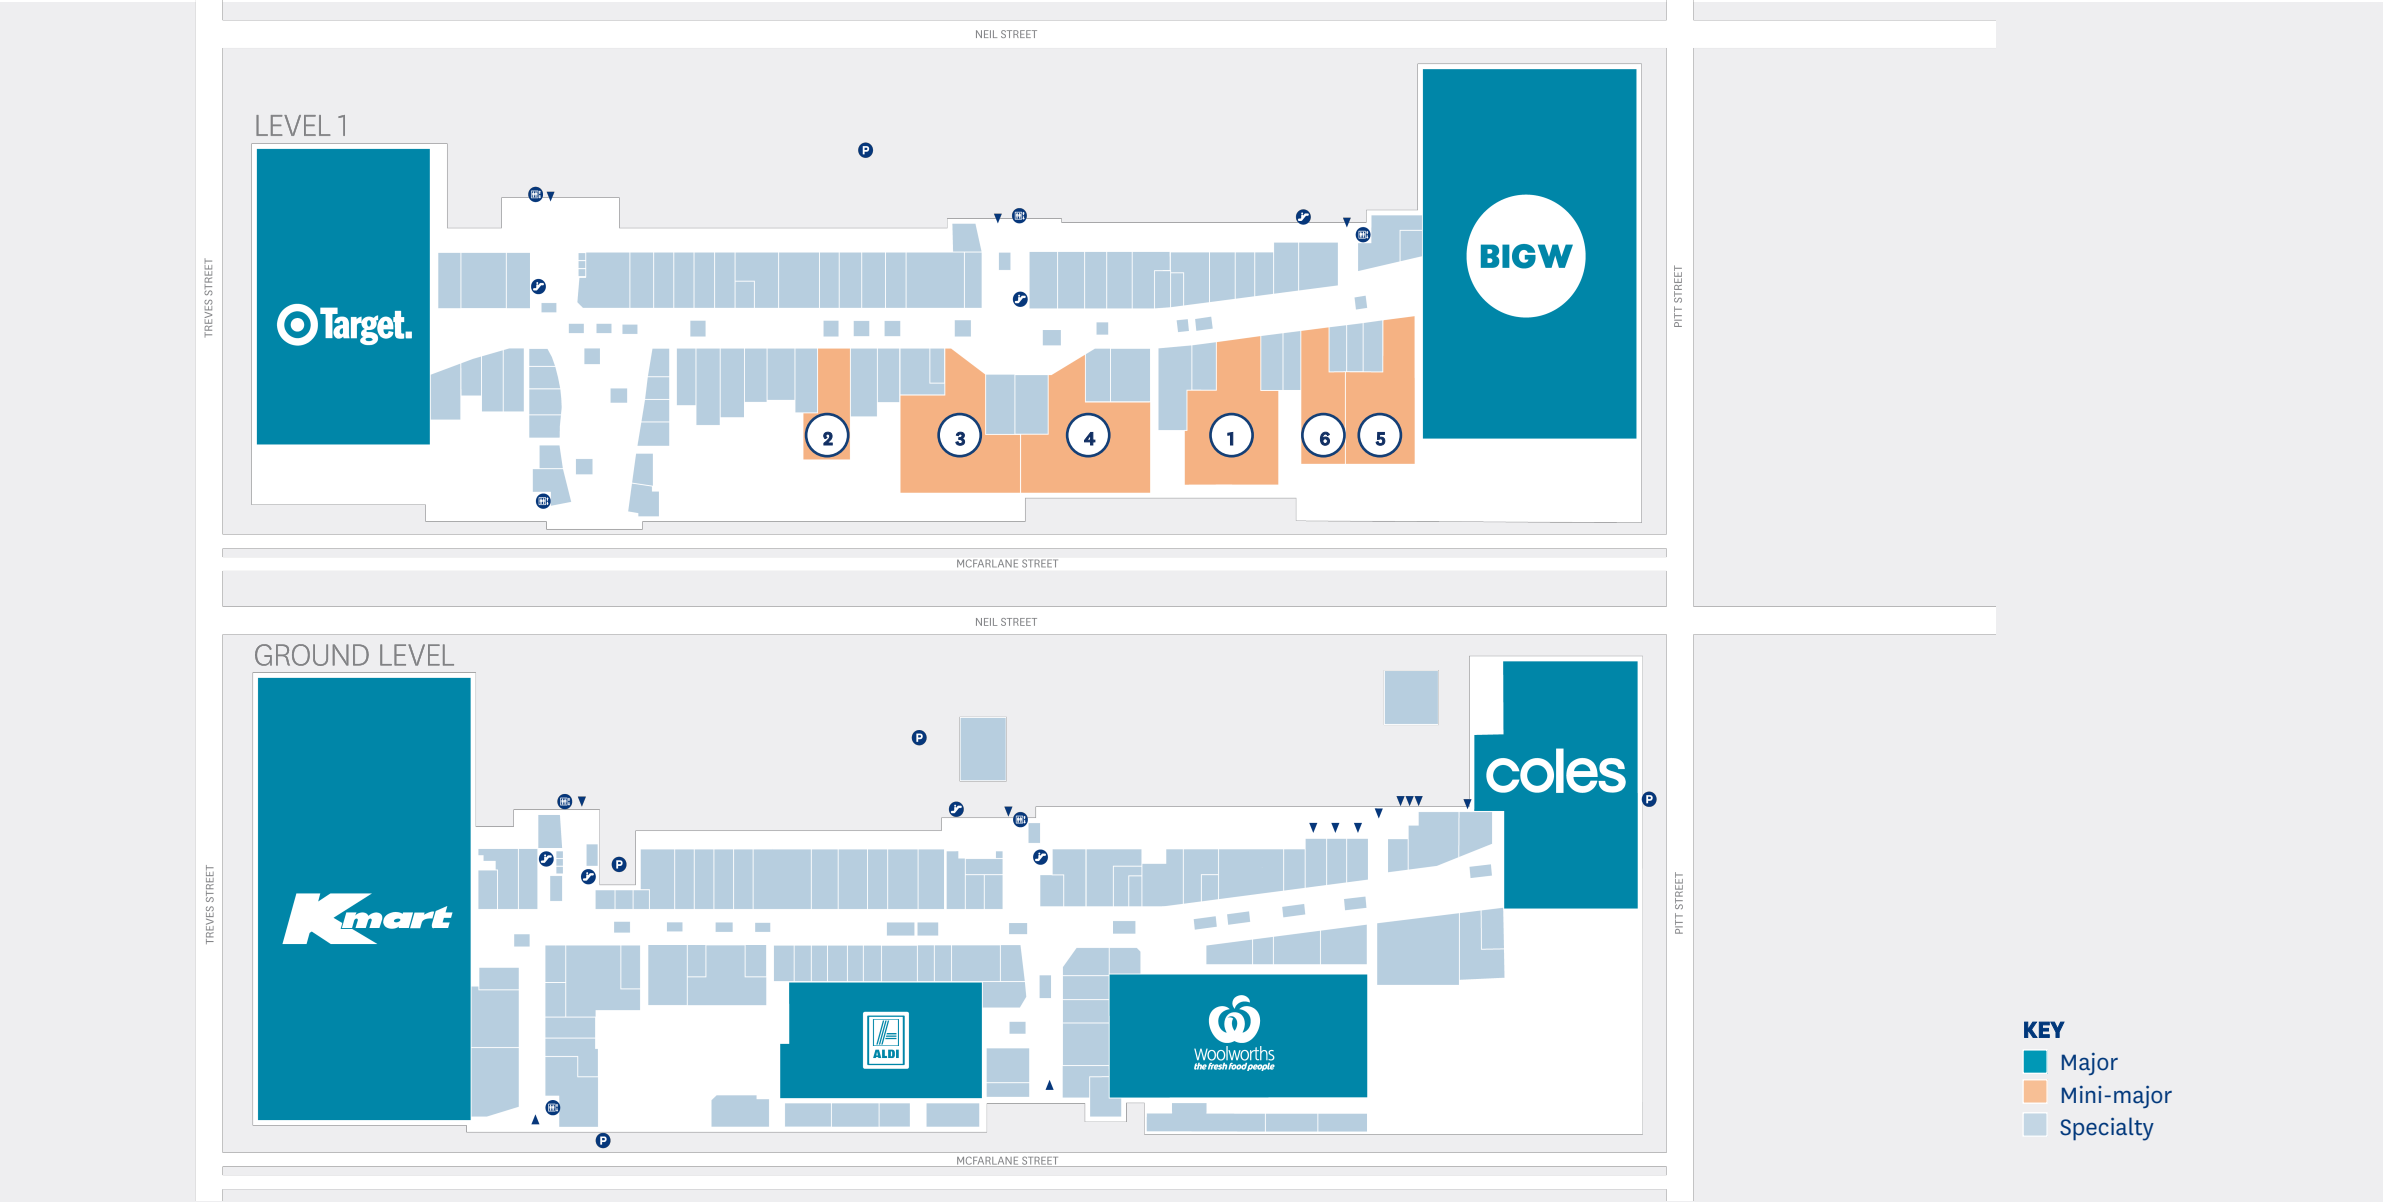 NEIL STREET
LEVEL 1
P
BIGW
Target.
TREVES STREET
PITT STREET
2
3
4
1
6
5
MCFARLANE STREET
NEIL STREET
GROUND LEVEL
P
coles
P
P
Kmart
TREVES STREET
PITT STREET
ALDI
Woolworths
the fresh food people
P
MCFARLANE STREET
KEY
Major
Mini-major
Specialty